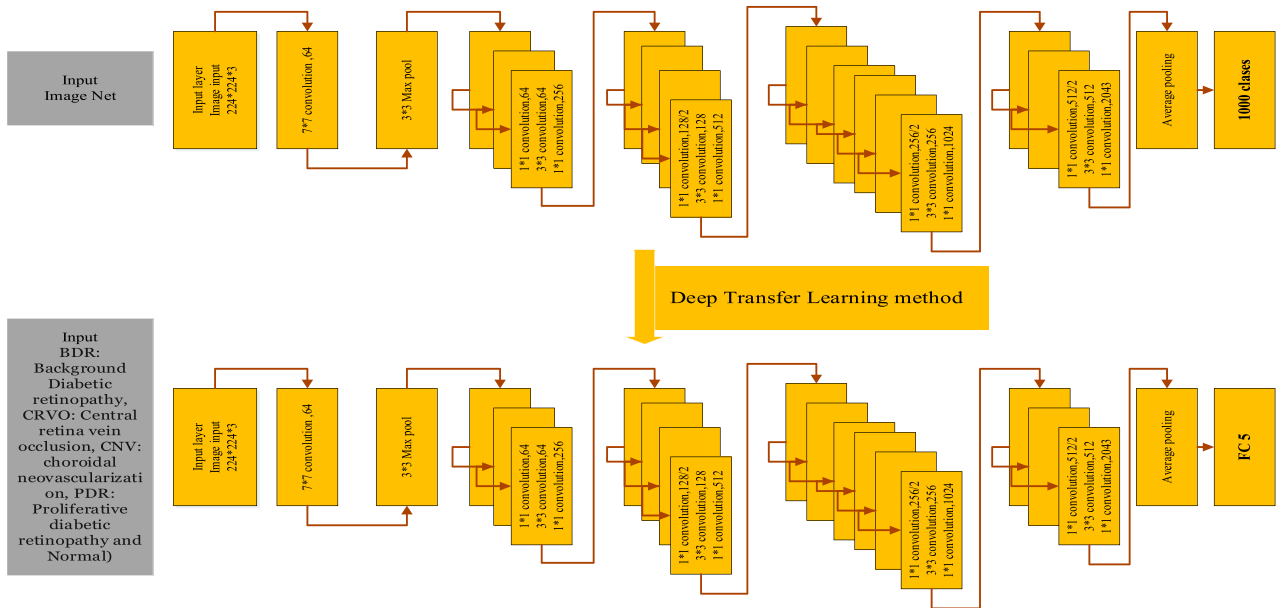 Input
Image Net
Input layer
Image input
224*224*3
7*7 convolution ,64
3*3 Max pool
1*1 convolution,64
3*3 convolution,64
1*1 convolution,256
1*1 convolution,128/2
3*3 convolution,128
1*1 convolution,512
1*1 convolution,256/2
3*3 convolution,256
1*1 convolution,1024
1*1 convolution,512/2
3*3 convolution,512
1*1 convolution,2043
Average pooling
1000 clases
Deep Transfer Learning method
Input
BDR:
Background
Diabetic
retinopathy,
CRVO: Central
retina vein
occlusion, CNV:
choroidal
neovascularizati
on, PDR:
Proliferative
diabetic
retinopathy and
Normal)
Input layer
Image input
224*224*3
7*7 convolution ,64
3*3 Max pool
1*1 convolution,64
3*3 convolution,64
1*1 convolution,256
1*1 convolution,128/2
3*3 convolution,128
1*1 convolution,512
1*1 convolution,256/2
3*3 convolution,256
1*1 convolution,1024
1*1 convolution,512/2
3*3 convolution,512
1*1 convolution,2043
Average pooling
FC 5